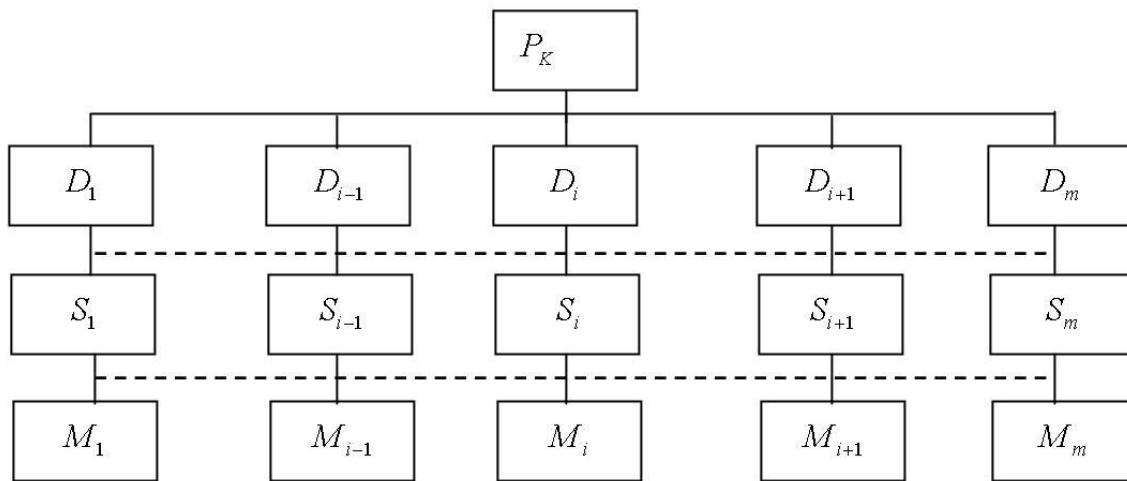 P_K
D_1 D_{i-1} D_i D_{i+1} D_m
S_1 S_{i-1} S_i S_{i+1} S_m
M_1 M_{i-1} M_i M_{i+1} M_m